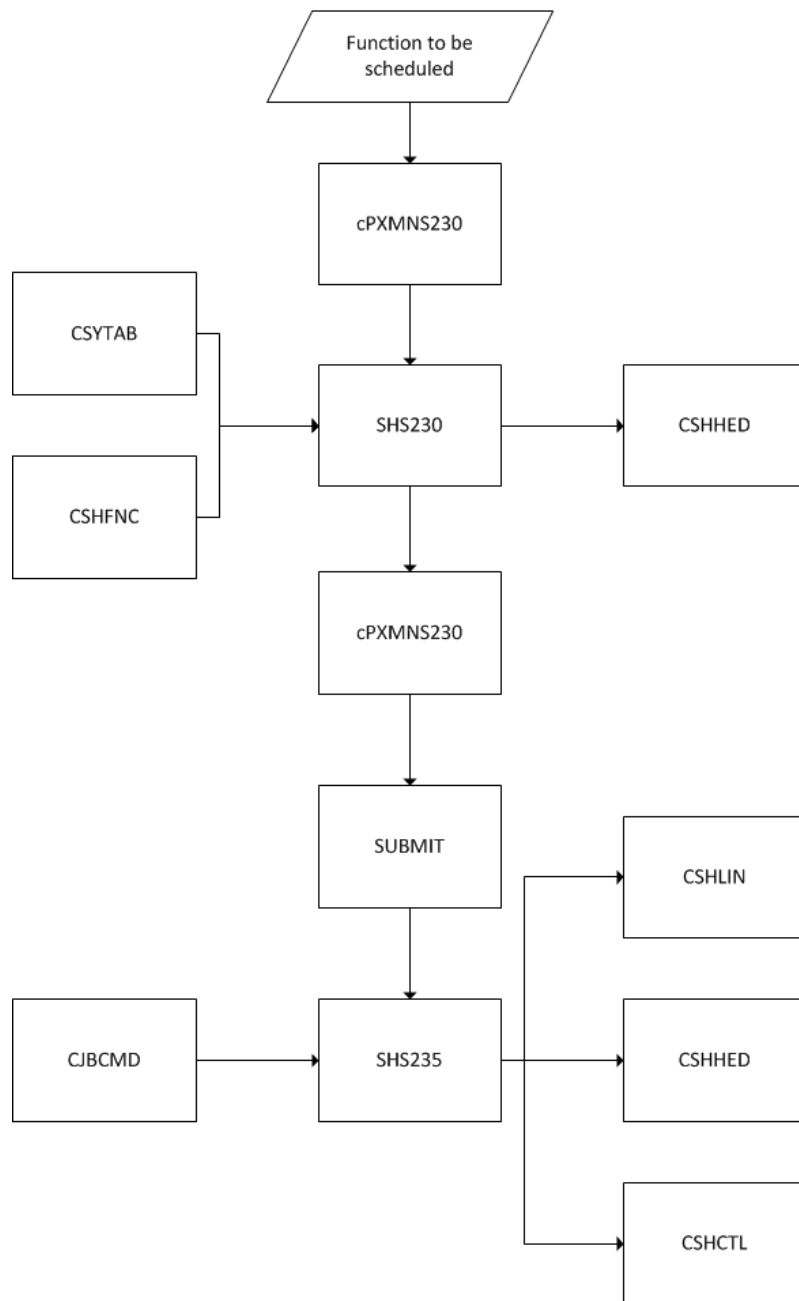 Function to be
scheduled
cPXMNS230
CSYTAB
SHS230
CSHHED
CSHFNC
cPXMNS230
SUBMIT
CSHLIN
CJBCMD
SHS235
CSHHED
CSHCTL